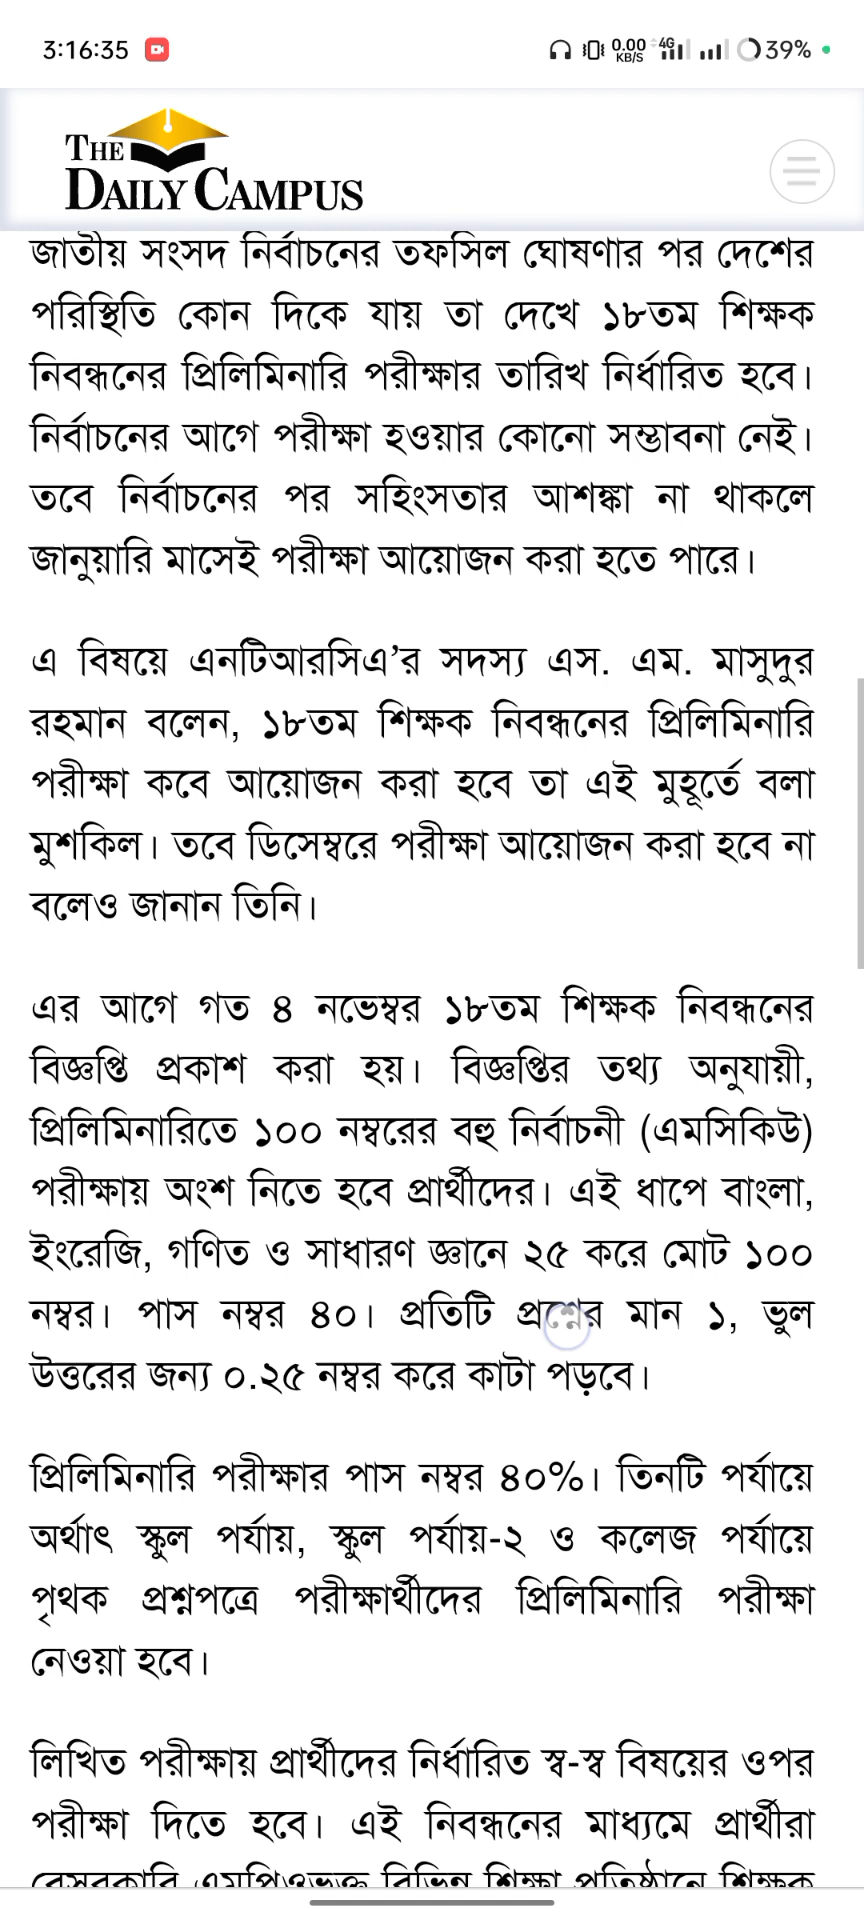 3:16:35
0.00 KB/S 4G 39%
THE DAILY CAMPUS
জাতীয় সংসদ নির্বাচনের তফসিল ঘোষণার পর দেশের
পরিস্থিতি কোন দিকে যায় তা দেখে ১৮তম শিক্ষক
নিবন্ধনের প্রিলিমিনারি পরীক্ষার তারিখ নির্ধারিত হবে।
নির্বাচনের আগে পরীক্ষা হওয়ার কোনো সম্ভাবনা নেই।
তবে নির্বাচনের পর সহিংসতার আশঙ্কা না থাকলে
জানুয়ারি মাসেই পরীক্ষা আয়োজন করা হতে পারে।
এ বিষয়ে এনটিআরসিএ’র সদস্য এস. এম. মাসুদুর
রহমান বলেন, ১৮তম শিক্ষক নিবন্ধনের প্রিলিমিনারি
পরীক্ষা কবে আয়োজন করা হবে তা এই মুহূর্তে বলা
মুশকিল। তবে ডিসেম্বরে পরীক্ষা আয়োজন করা হবে না
বলেও জানান তিনি।
এর আগে গত ৪ নভেম্বর ১৮তম শিক্ষক নিবন্ধনের
বিজ্ঞপ্তি প্রকাশ করা হয়। বিজ্ঞপ্তির তথ্য অনুযায়ী,
প্রিলিমিনারিতে ১০০ নম্বরের বহু নির্বাচনী (এমসিকিউ)
পরীক্ষায় অংশ নিতে হবে প্রার্থীদের। এই ধাপে বাংলা,
ইংরেজি, গণিত ও সাধারণ জ্ঞানে ২৫ করে মোট ১০০
নম্বর। পাস নম্বর ৪০। প্রতিটি প্রশ্নের মান ১, ভুল
উত্তরের জন্য ০.২৫ নম্বর করে কাটা পড়বে।
প্রিলিমিনারি পরীক্ষার পাস নম্বর ৪০%। তিনটি পর্যায়ে
অর্থাৎ স্কুল পর্যায়, স্কুল পর্যায়-২ ও কলেজ পর্যায়ে
পৃথক প্রশ্নপত্রে পরীক্ষার্থীদের প্রিলিমিনারি পরীক্ষা
নেওয়া হবে।
লিখিত পরীক্ষায় প্রার্থীদের নির্ধারিত স্ব-স্ব বিষয়ের ওপর
পরীক্ষা দিতে হবে। এই নিবন্ধনের মাধ্যমে প্রার্থীরা
বেসরকারি এমপিওভুক্ত বিভিন্ন শিক্ষা প্রতিষ্ঠানে শিক্ষক